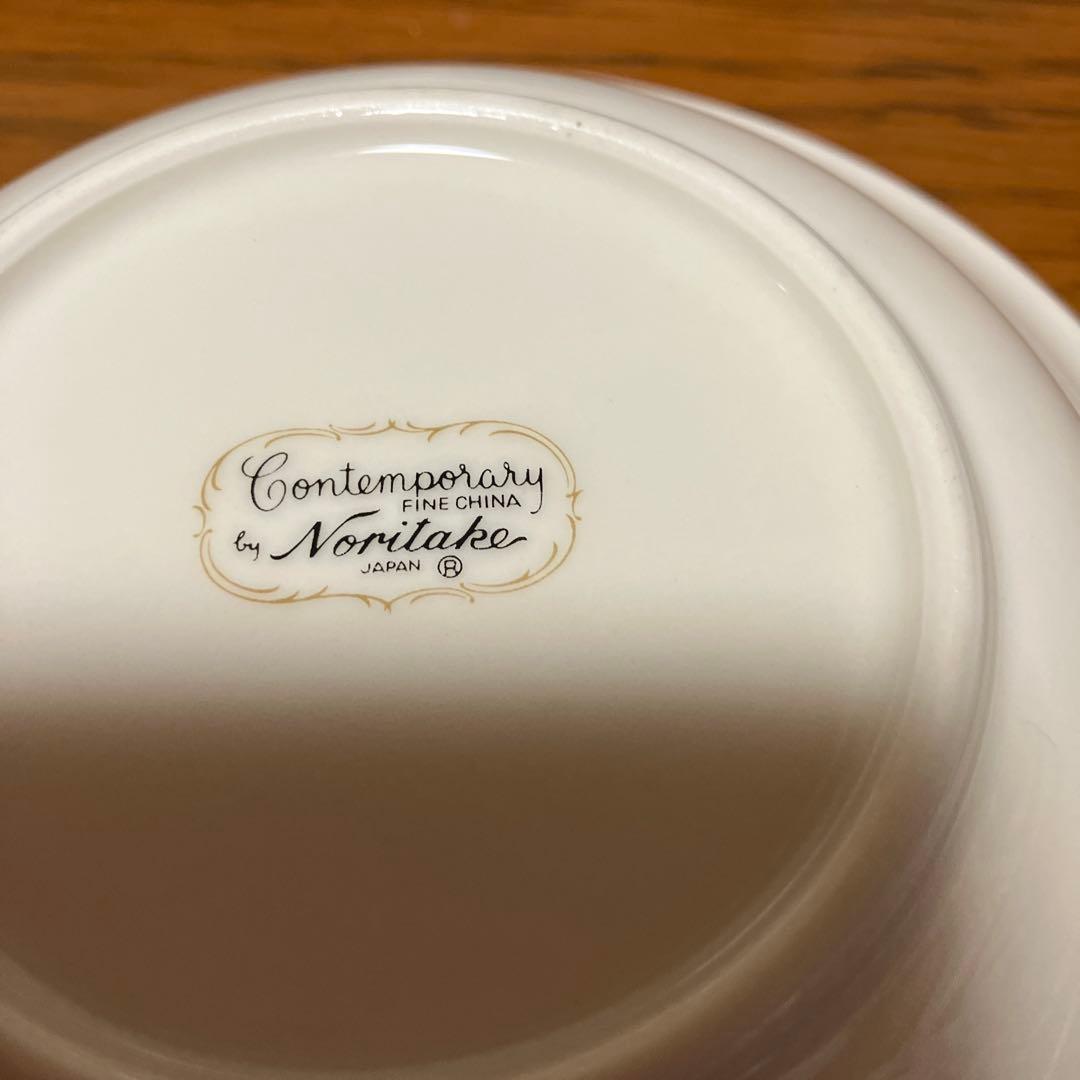 Contemporary
FINE CHINA
by Noritake
JAPAN ®